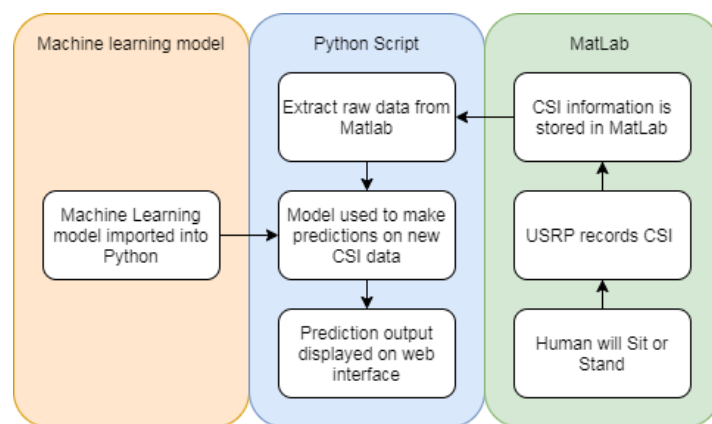 Machine learning model
Python Script
MatLab
Extract raw data from
Matlab
CSI information is
stored in MatLab
Machine Learning
model imported into
Python
Model used to make
predictions on new
CSI data
USRP records CSI
Prediction output
displayed on web
interface
Human will Sit or
Stand